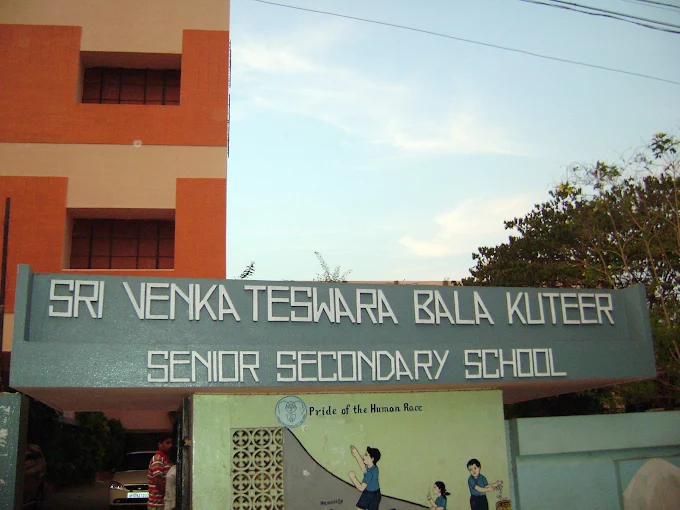 SRI VENKATESWARA BALA KUTEER
SENIOR SECONDARY SCHOOL
Pride of the Human Race